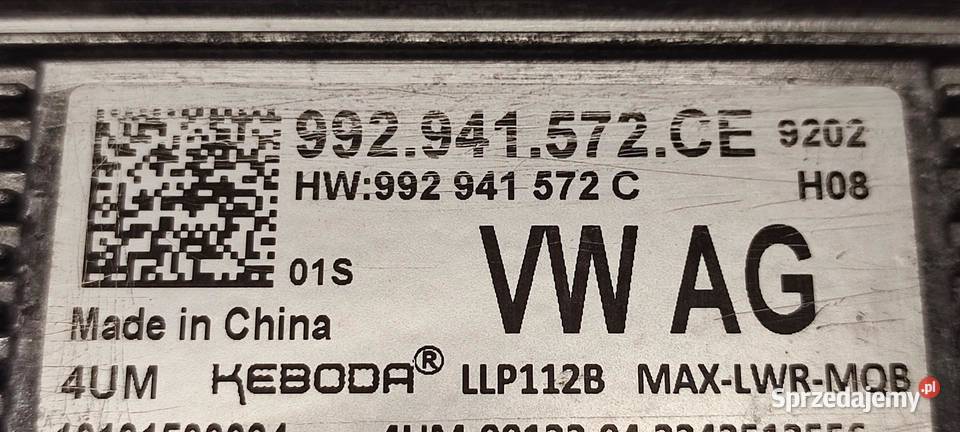 992.941.572.CE 9202
HW:992 941 572 C H08
01S VW AG
Made in China
4UM KEBODA® LLP112B MAX-LWR-MQB
Sprzedajemy .pl